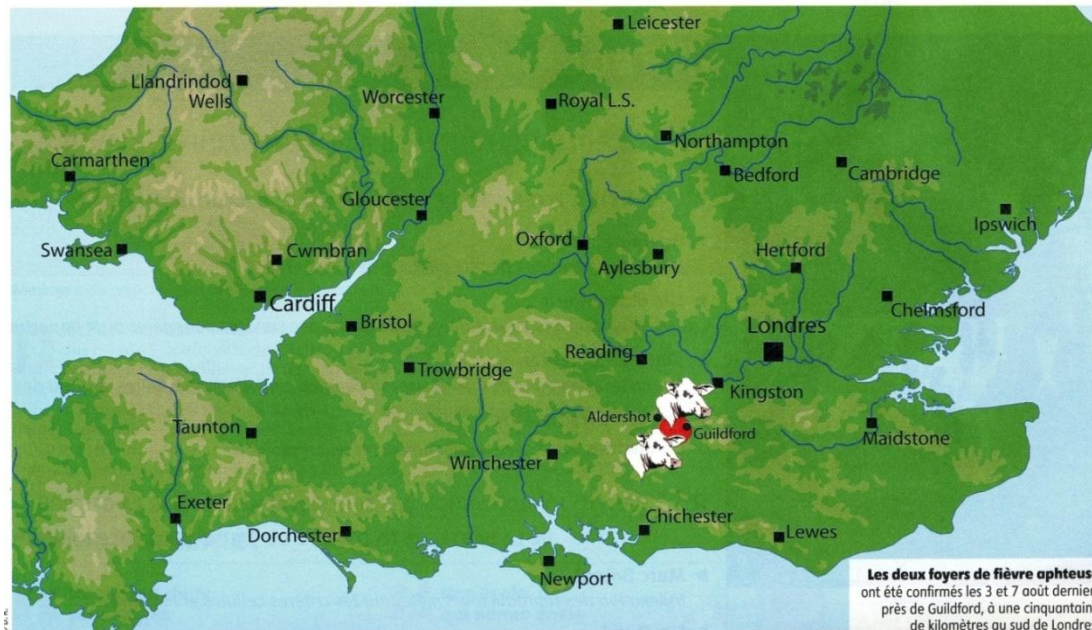 Leicester
Llandrindod
Wells
Worcester
Royal L.S.
Northampton
Carmarthen
Bedford
Cambridge
Gloucester
Ipswich
Swansea
Cwmbran
Oxford
Aylesbury
Hertford
Cardiff
Chelmsford
Bristol
Londres
Reading
Trowbridge
Kingston
Aldershot
Guildford
Taunton
Maidstone
Winchester
Exeter
Dorchester
Chichester
Lewes
Newport
Les deux foyers de fièvre aphteus
ont été confirmés les 3 et 7 août dernier
près de Guildford, à une cinquantain
de kilomètres au sud de Londre